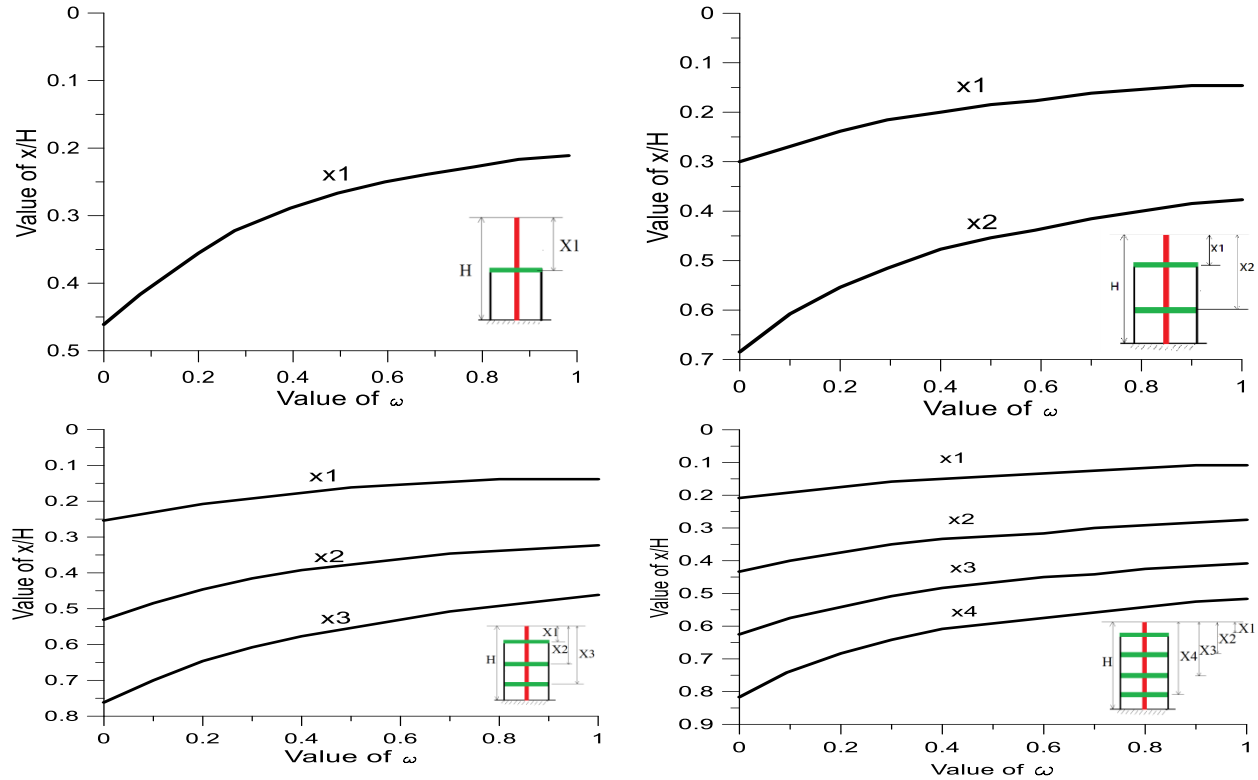 0
0.1
0.2
0.3
0.4
0.5
Value of x/H
x1
H
X1
0 0.2 0.4 0.6 0.8 1
Value of ω
0
0.1
0.2
0.3
0.4
0.5
0.6
0.7
Value of x/H
x1
x2
H
X1
X2
0 0.2 0.4 0.6 0.8 1
Value of ω
0
0.1
0.2
0.3
0.4
0.5
0.6
0.7
0.8
Value of x/H
x1
x2
x3
H
X1
X2
X3
0 0.2 0.4 0.6 0.8 1
Value of ω
0
0.1
0.2
0.3
0.4
0.5
0.6
0.7
0.8
0.9
Value of x/H
x1
x2
x3
x4
H
X4
X3
X2
X1
0 0.2 0.4 0.6 0.8 1
Value of ω